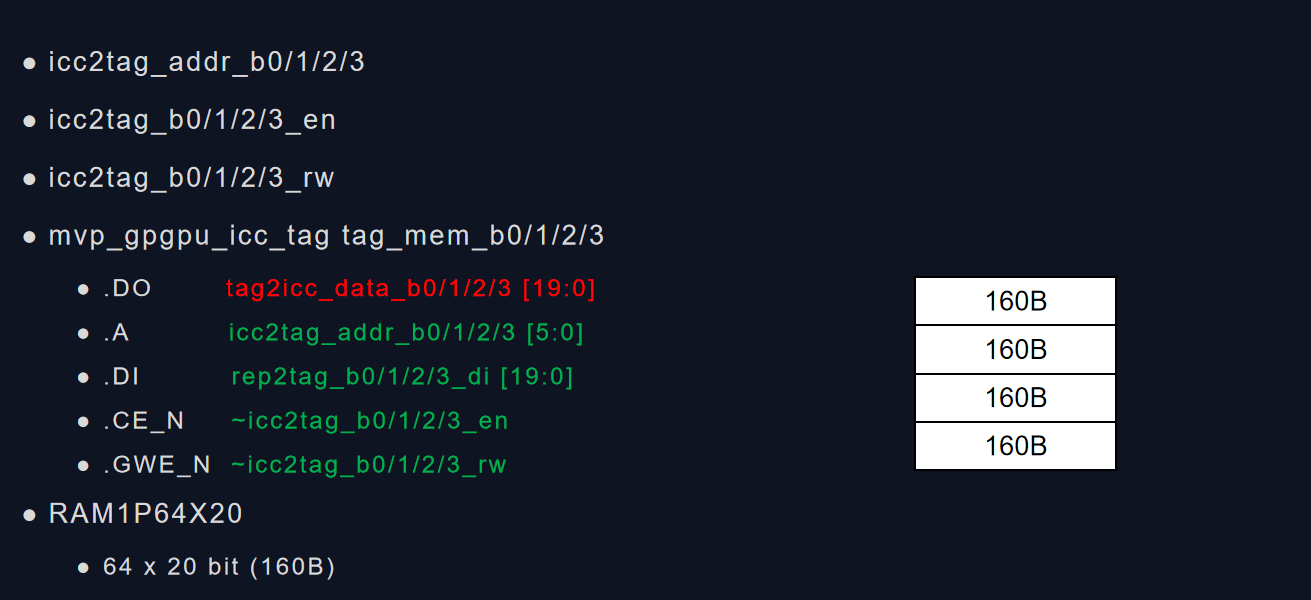 ● icc2tag_addr_b0/1/2/3
● icc2tag_b0/1/2/3_en
● icc2tag_b0/1/2/3_rw
● mvp_gpgpu_icc_tag tag_mem_b0/1/2/3
● .DO tag2icc_data_b0/1/2/3 [19:0]
● .A icc2tag_addr_b0/1/2/3 [5:0]
● .DI rep2tag_b0/1/2/3_di [19:0]
● .CE_N ~icc2tag_b0/1/2/3_en
● .GWE_N ~icc2tag_b0/1/2/3_rw
● RAM1P64X20
● 64 x 20 bit (160B)
160B
160B
160B
160B